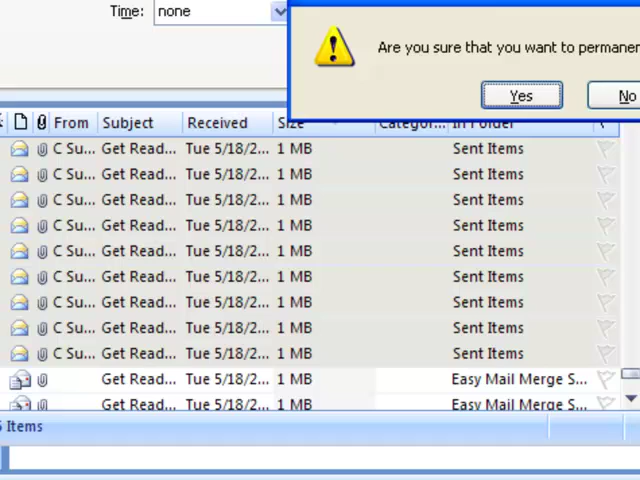 Time: none
Are you sure that you want to permanen
Yes No
From Subject Received Size Categor... In Folder
C Su... Get Read... Tue 5/18/2... 1 MB Sent Items
C Su... Get Read... Tue 5/18/2... 1 MB Sent Items
C Su... Get Read... Tue 5/18/2... 1 MB Sent Items
C Su... Get Read... Tue 5/18/2... 1 MB Sent Items
C Su... Get Read... Tue 5/18/2... 1 MB Sent Items
C Su... Get Read... Tue 5/18/2... 1 MB Sent Items
C Su... Get Read... Tue 5/18/2... 1 MB Sent Items
C Su... Get Read... Tue 5/18/2... 1 MB Sent Items
C Su... Get Read... Tue 5/18/2... 1 MB Sent Items
Get Read... Tue 5/18/2... 1 MB Easy Mail Merge S...
Get Read... Tue 5/18/2... 1 MB Easy Mail Merge S...
Items